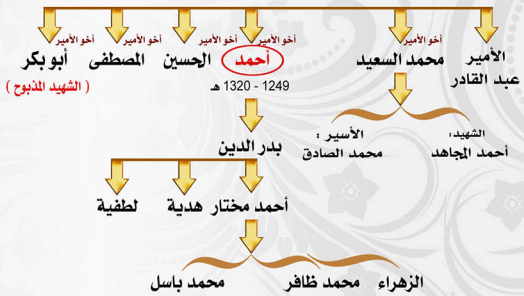 أخو الأمير
أخو الأمير
أخو الأمير
أخو الأمير
أخو الأمير
الأمير
عبد القادر
محمد السعيد
أحمد
الحسين
المصطفى
أبو بكر
1249 - 1320 هـ
( الشهيد المذبوح )
الشهيد:
أحمد المجاهد
الأسير:
محمد الصادق
بدر الدين
أحمد مختار
هدية
لطفية
الزهراء
محمد ظافر
محمد باسل